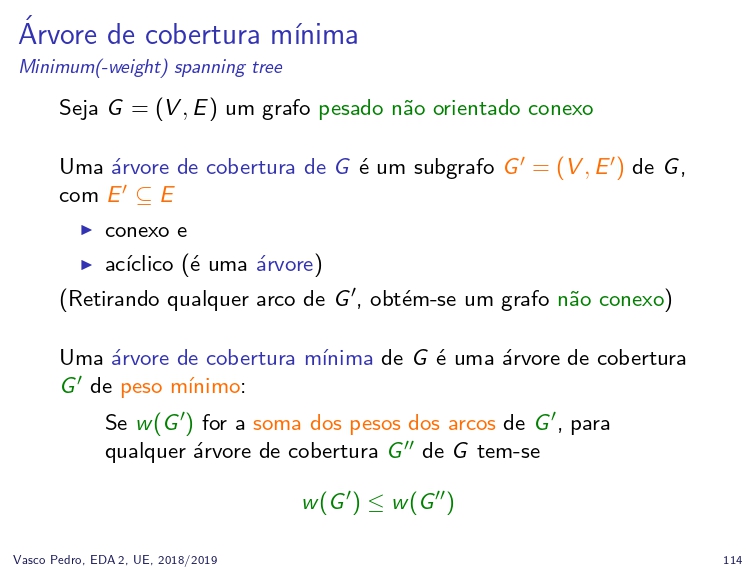 Árvore de cobertura mínima
Minimum(-weight) spanning tree
Seja G = (V, E) um grafo pesado não orientado conexo
Uma árvore de cobertura de G é um subgrafo G′ = (V, E′) de G,
com E′ ⊆ E
▶ conexo e
▶ acíclico (é uma árvore)
(Retirando qualquer arco de G′, obtém-se um grafo não conexo)
Uma árvore de cobertura mínima de G é uma árvore de cobertura
G′ de peso mínimo:
Se w(G′) for a soma dos pesos dos arcos de G′, para
qualquer árvore de cobertura G′′ de G tem-se
w(G′) ≤ w(G′′)
Vasco Pedro, EDA 2, UE, 2018/2019 114